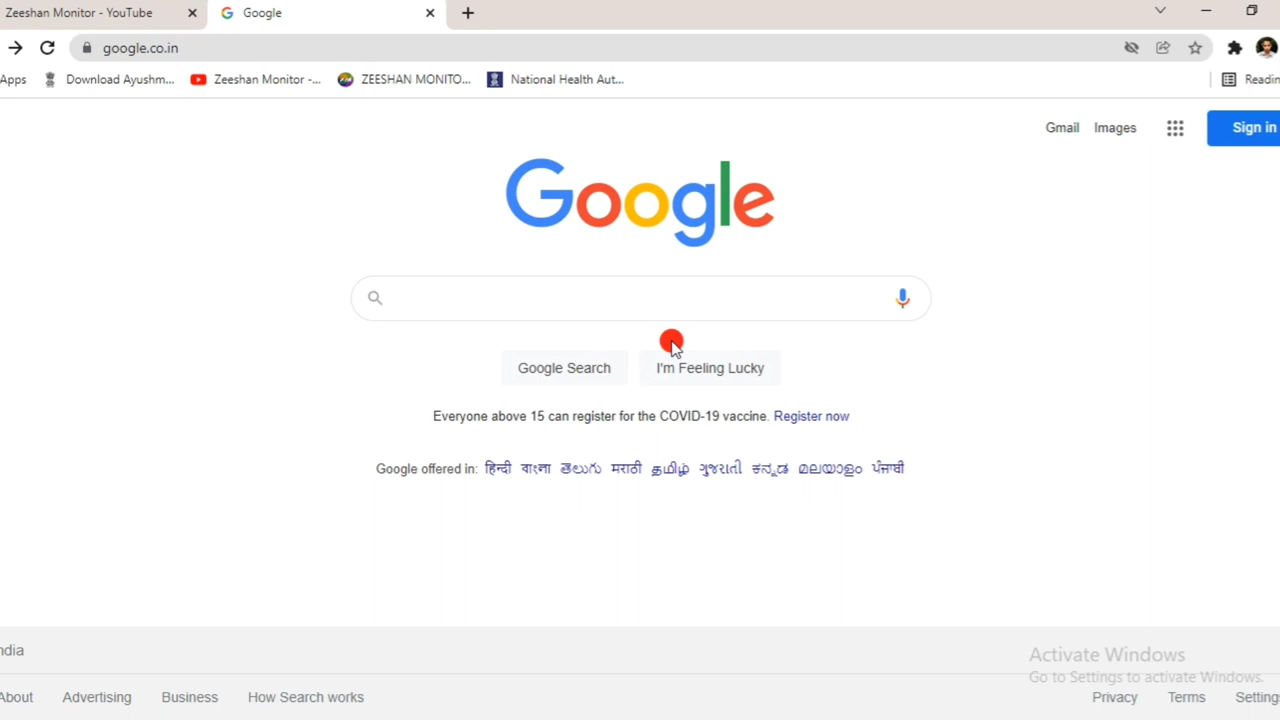 Zeeshan Monitor - YouTube
Google
google.co.in
Apps
Download Ayushm...
Zeeshan Monitor -...
ZEESHAN MONITO...
National Health Aut...
Readin
Gmail
Images
Sign in
Google
Google Search
I'm Feeling Lucky
Everyone above 15 can register for the COVID-19 vaccine. Register now
Google offered in: हिन्दी বাংলা తెలుగు मराठी தமிழ் ગુજરાતી ಕನ್ನಡ മലയാളം ਪੰਜਾਬੀ
ndia
Activate Windows
Go to Settings to activate Windows.
About
Advertising
Business
How Search works
Privacy
Terms
Setting